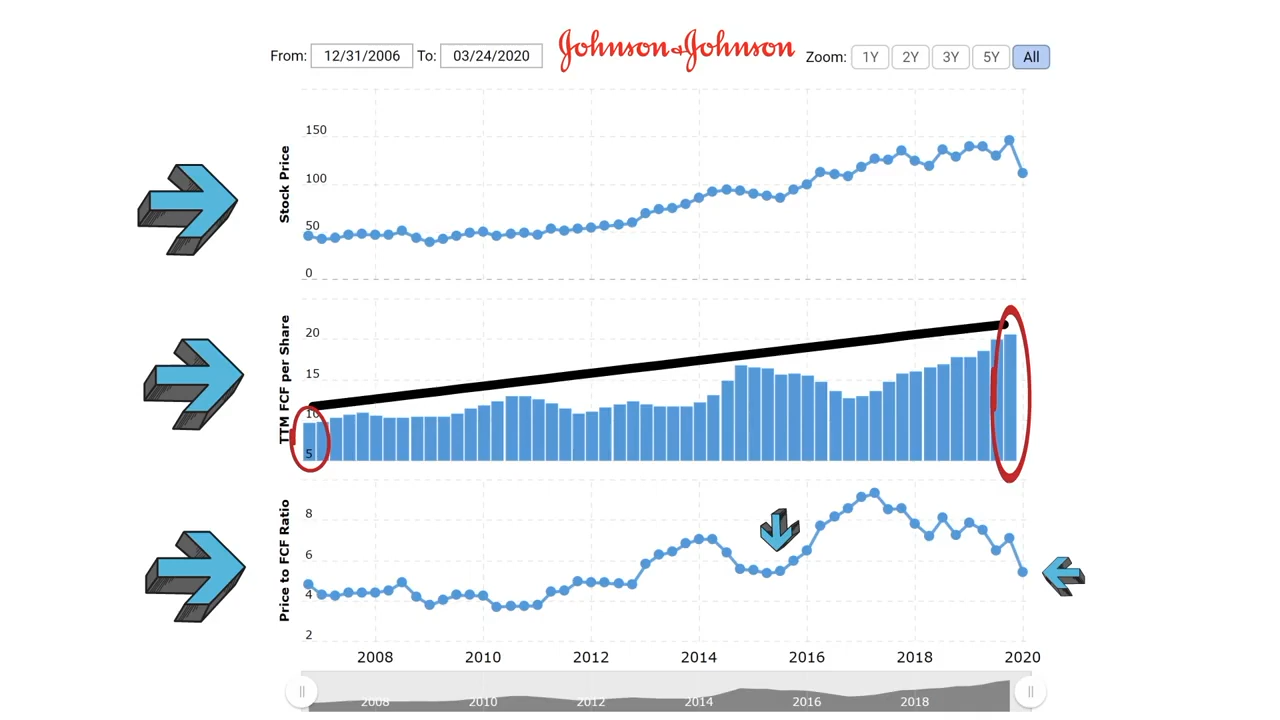 From: 12/31/2006 To: 03/24/2020 Johnson&Johnson Zoom: 1Y 2Y 3Y 5Y All
Stock Price
150
100
50
0
TTM FCF per Share
20
15
10
5
Price to FCF Ratio
8
6
4
2
2008 2010 2012 2014 2016 2018 2020
2008 2010 2012 2014 2016 2018